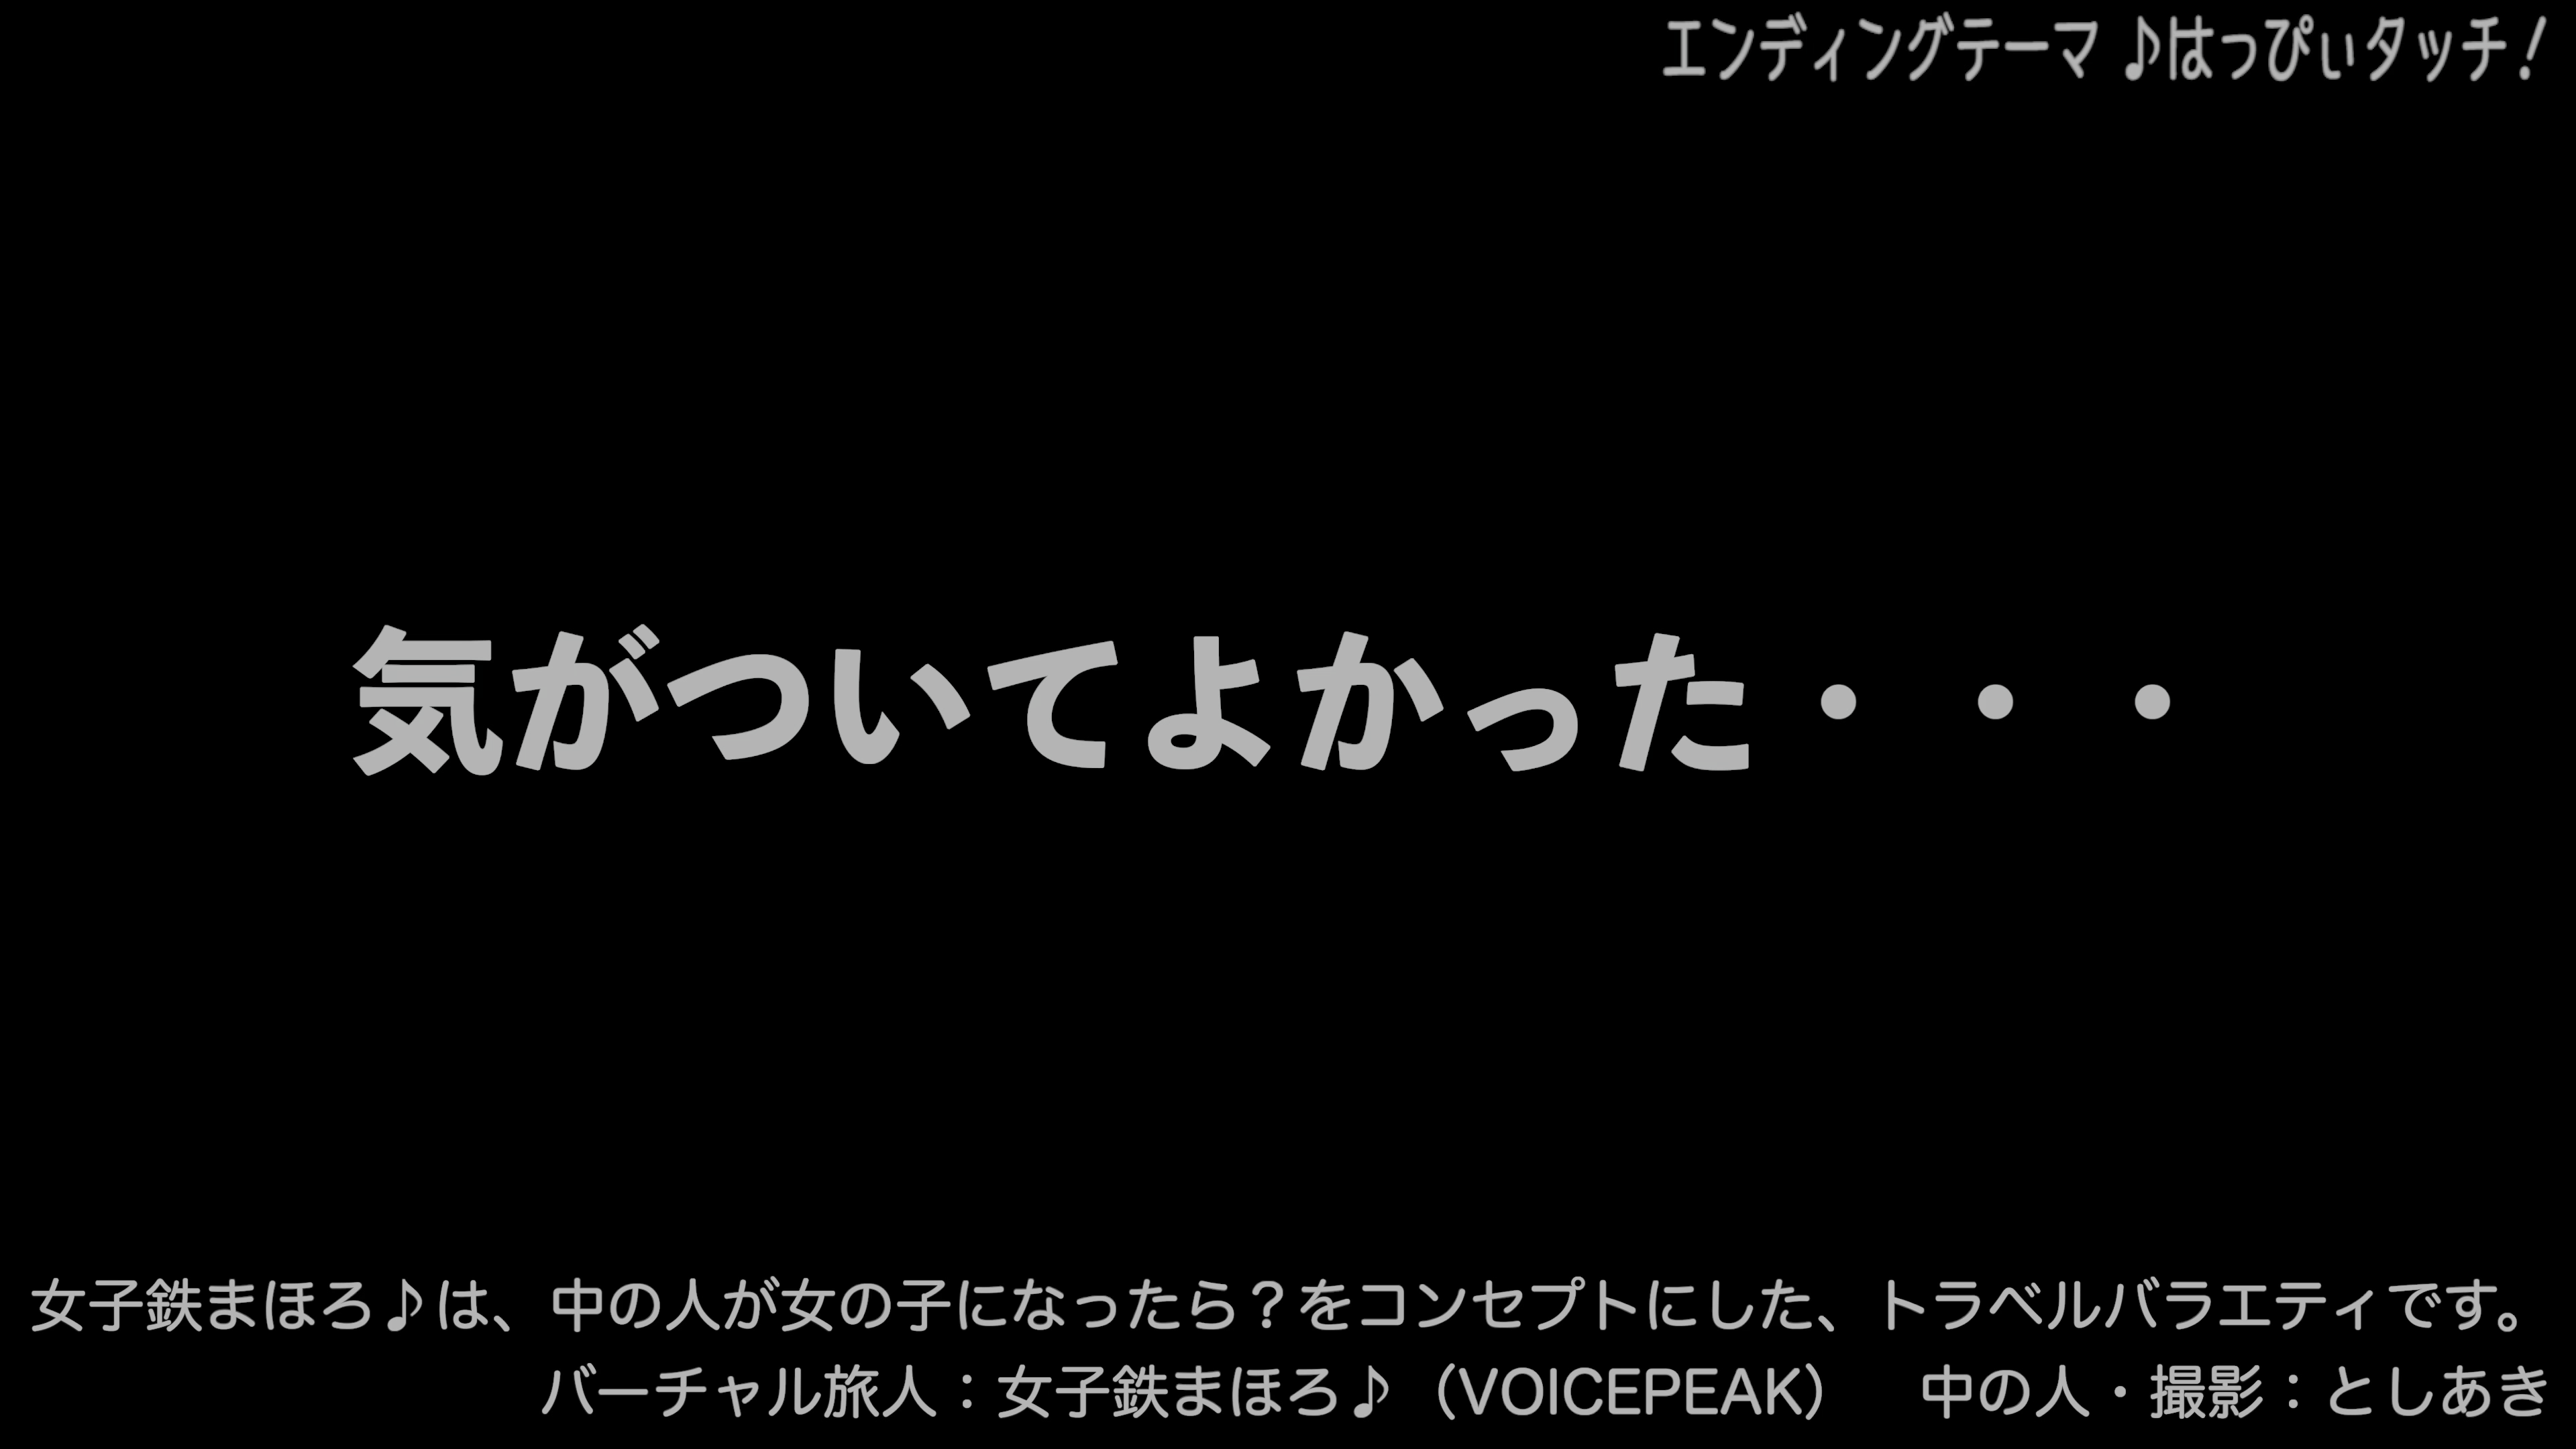 エンディングテーマ ♪はっぴぃタッチ！
気がついてよかった・・・
女子鉄まほろ♪は、中の人が女の子になったら？をコンセプトにした、トラベルバラエティです。
バーチャル旅人：女子鉄まほろ♪（VOICEPEAK）　中の人・撮影：としあき